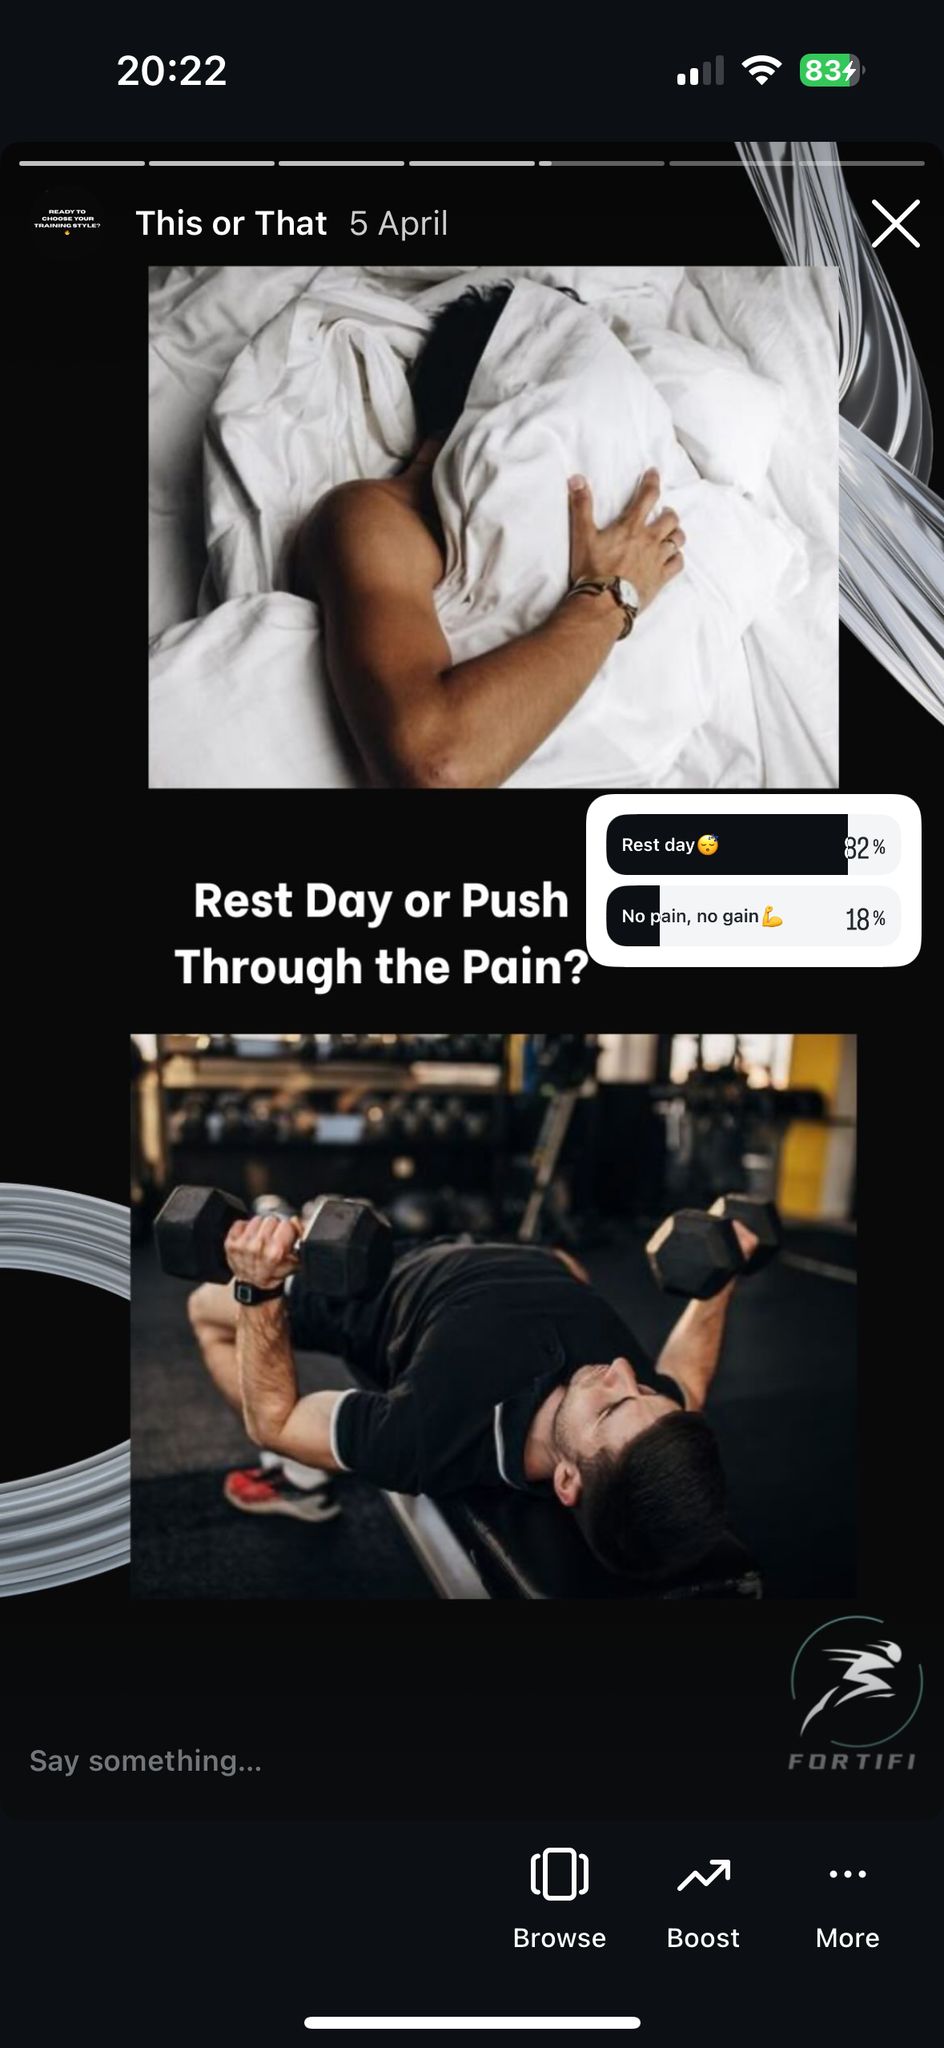 20:22
83
READY TO
CHOOSE YOUR
TRAINING STYLE?
This or That 5 April
Rest day😴 82%
No pain, no gain💪 18%
Rest Day or Push
Through the Pain?
FORTIFI
Say something...
Browse Boost More